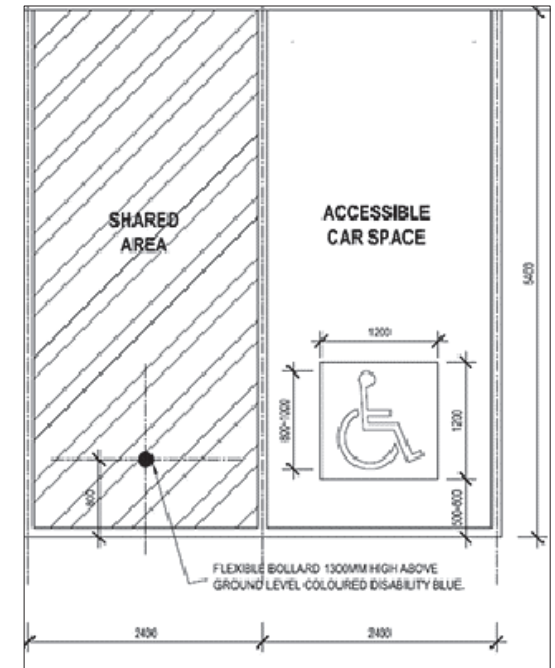 SHARED
AREA
ACCESSIBLE
CAR SPACE
5400
1200
800-1000
1200
500-600
800
FLEXIBLE BOLLARD 1300MM HIGH ABOVE
GROUND LEVEL COLOURED DISABILITY BLUE.
2400
2400